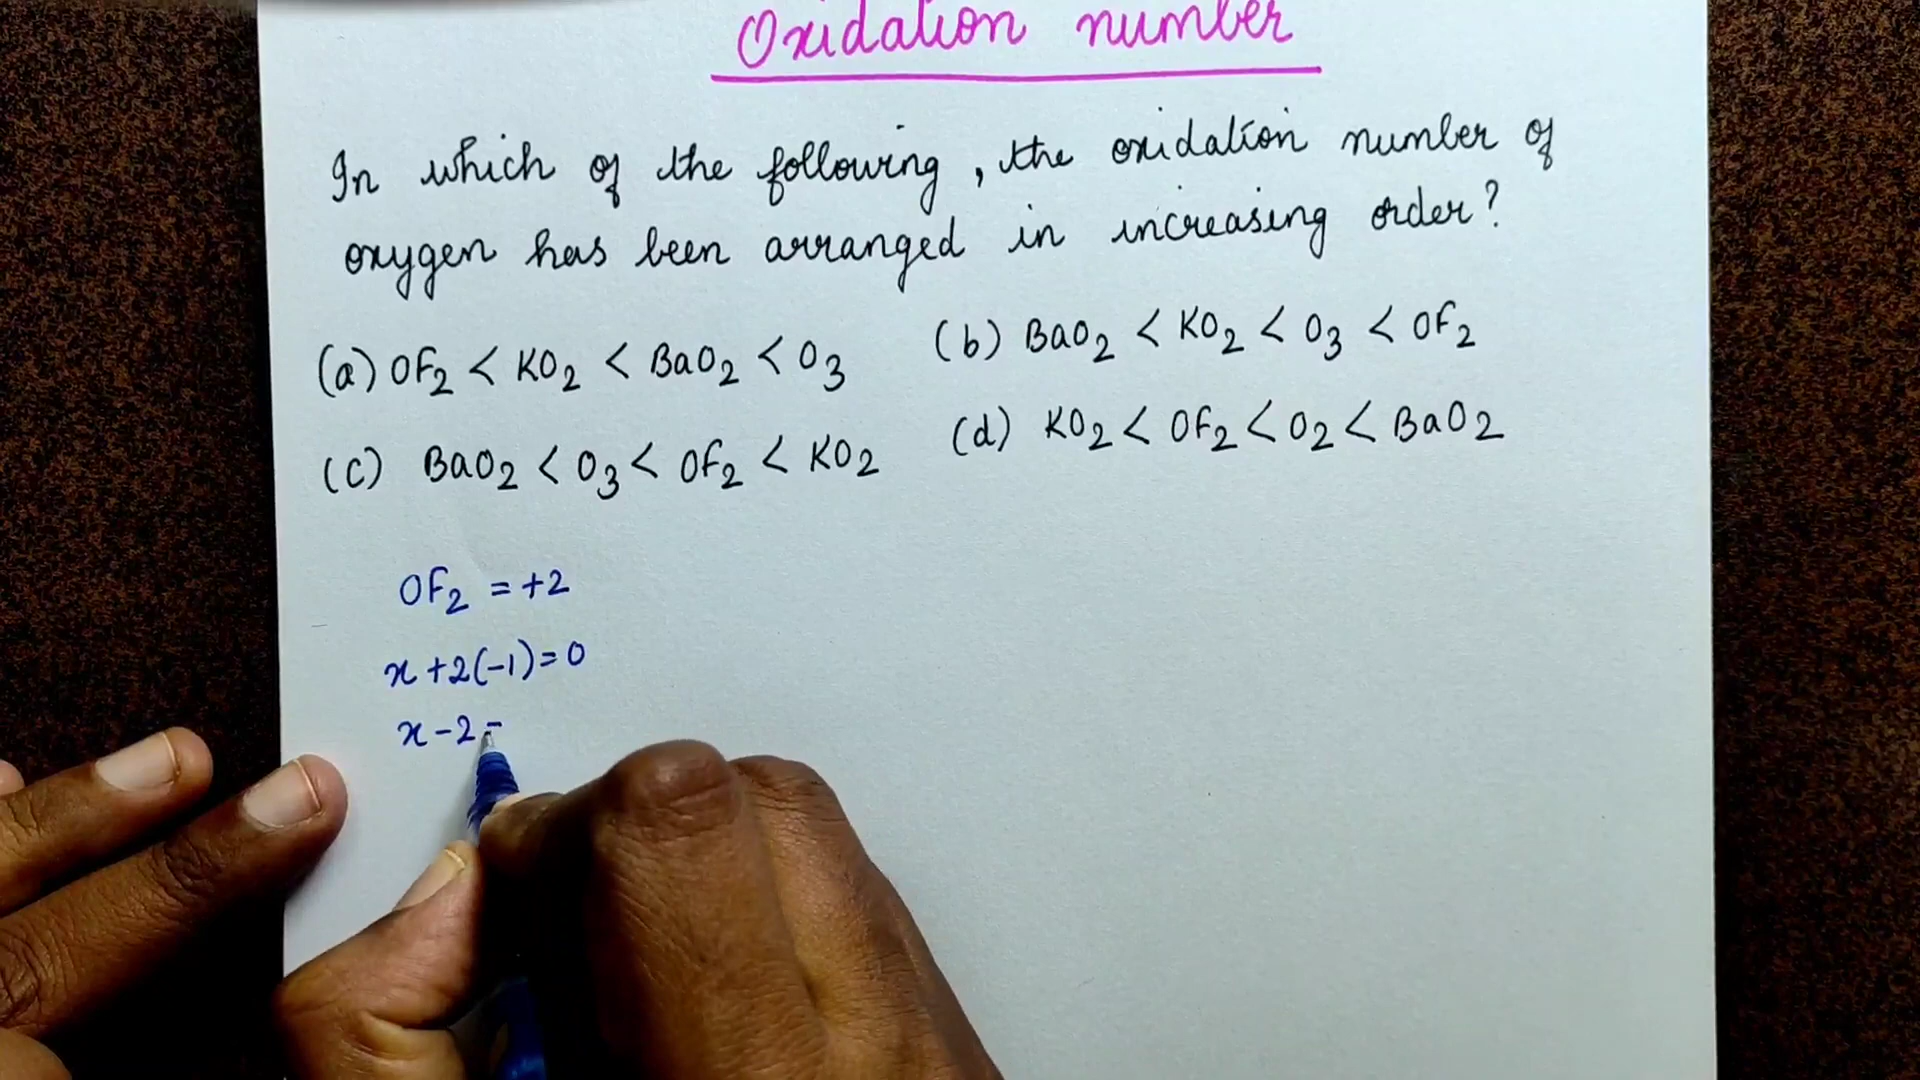 Oxidation number
In which of the following, the oxidation number of
oxygen has been arranged in increasing order?
(a) OF₂ < KO₂ < BaO₂ < O₃
(b) BaO₂ < KO₂ < O₃ < OF₂
(c) BaO₂ < O₃ < OF₂ < KO₂
(d) KO₂ < OF₂ < O₂ < BaO₂
OF₂ = +2
x + 2(-1) = 0
x - 2 =